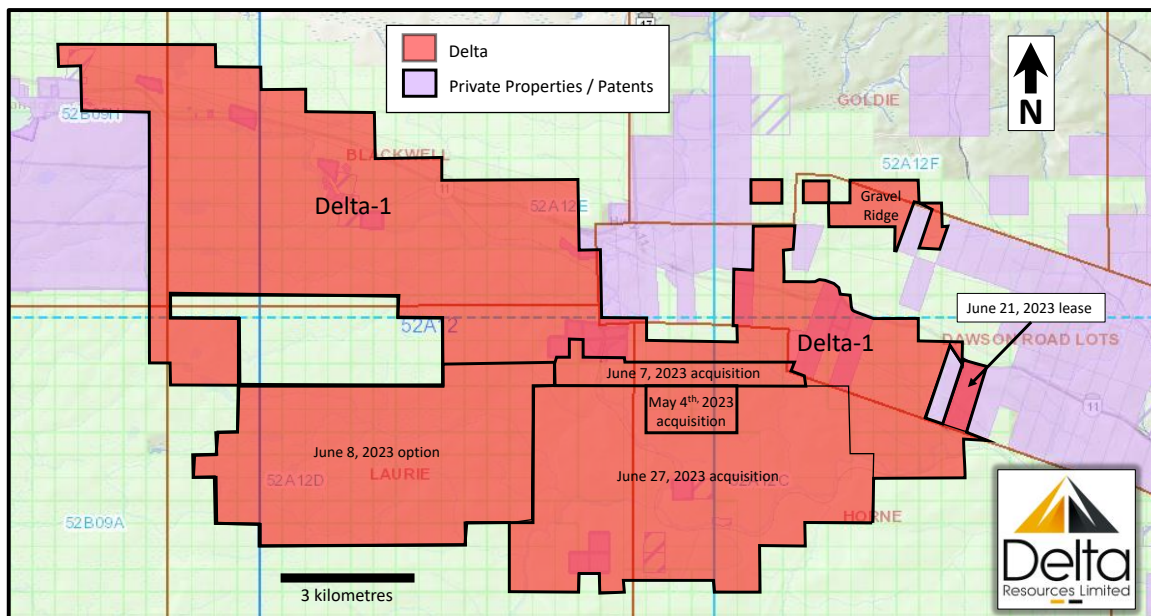 17
Delta
Private Properties / Patents
N
GOLDIE
52B09H
BLACKWELL
11
52A12F
52A12E
Delta-1
Gravel
Ridge
June 21, 2023 lease
52A12
DAWSON ROAD LOTS
Delta-1
June 7, 2023 acquisition
May 4th, 2023
acquisition
11
June 8, 2023 option
LAURIE
June 27, 2023 acquisition
52A12D
52A12C
52B09A
HORNE
3 kilometres
Delta
Resources Limited